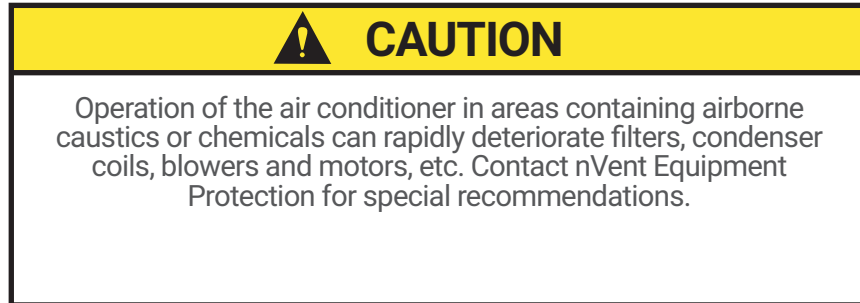 CAUTION
Operation of the air conditioner in areas containing airborne
caustics or chemicals can rapidly deteriorate filters, condenser
coils, blowers and motors, etc. Contact nVent Equipment
Protection for special recommendations.